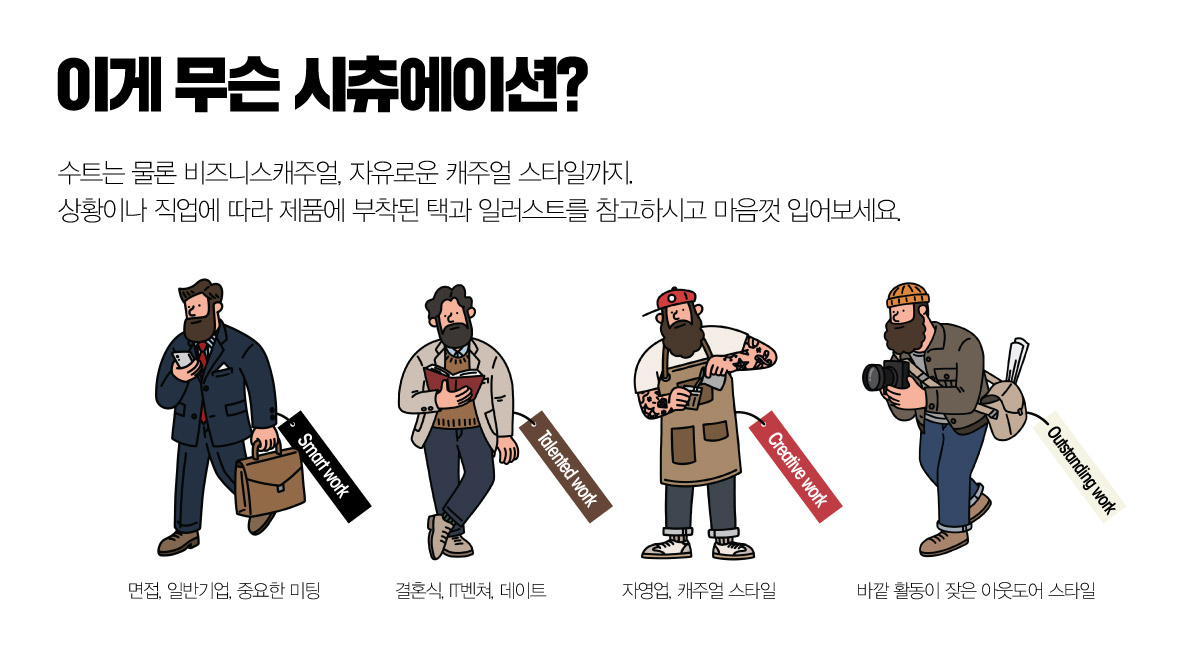 이게 무슨 시츄에이션?
수트는 물론 비즈니스캐주얼, 자유로운 캐주얼 스타일까지.
상황이나 직업에 따라 제품에 부착된 택과 일러스트를 참고하시고 마음껏 입어보세요.
Smart work
Talented work
Creative work
Outstanding work
면접, 일반기업, 중요한 미팅
결혼식, IT벤쳐, 데이트
자영업, 캐주얼 스타일
바깥 활동이 잦은 아웃도어 스타일